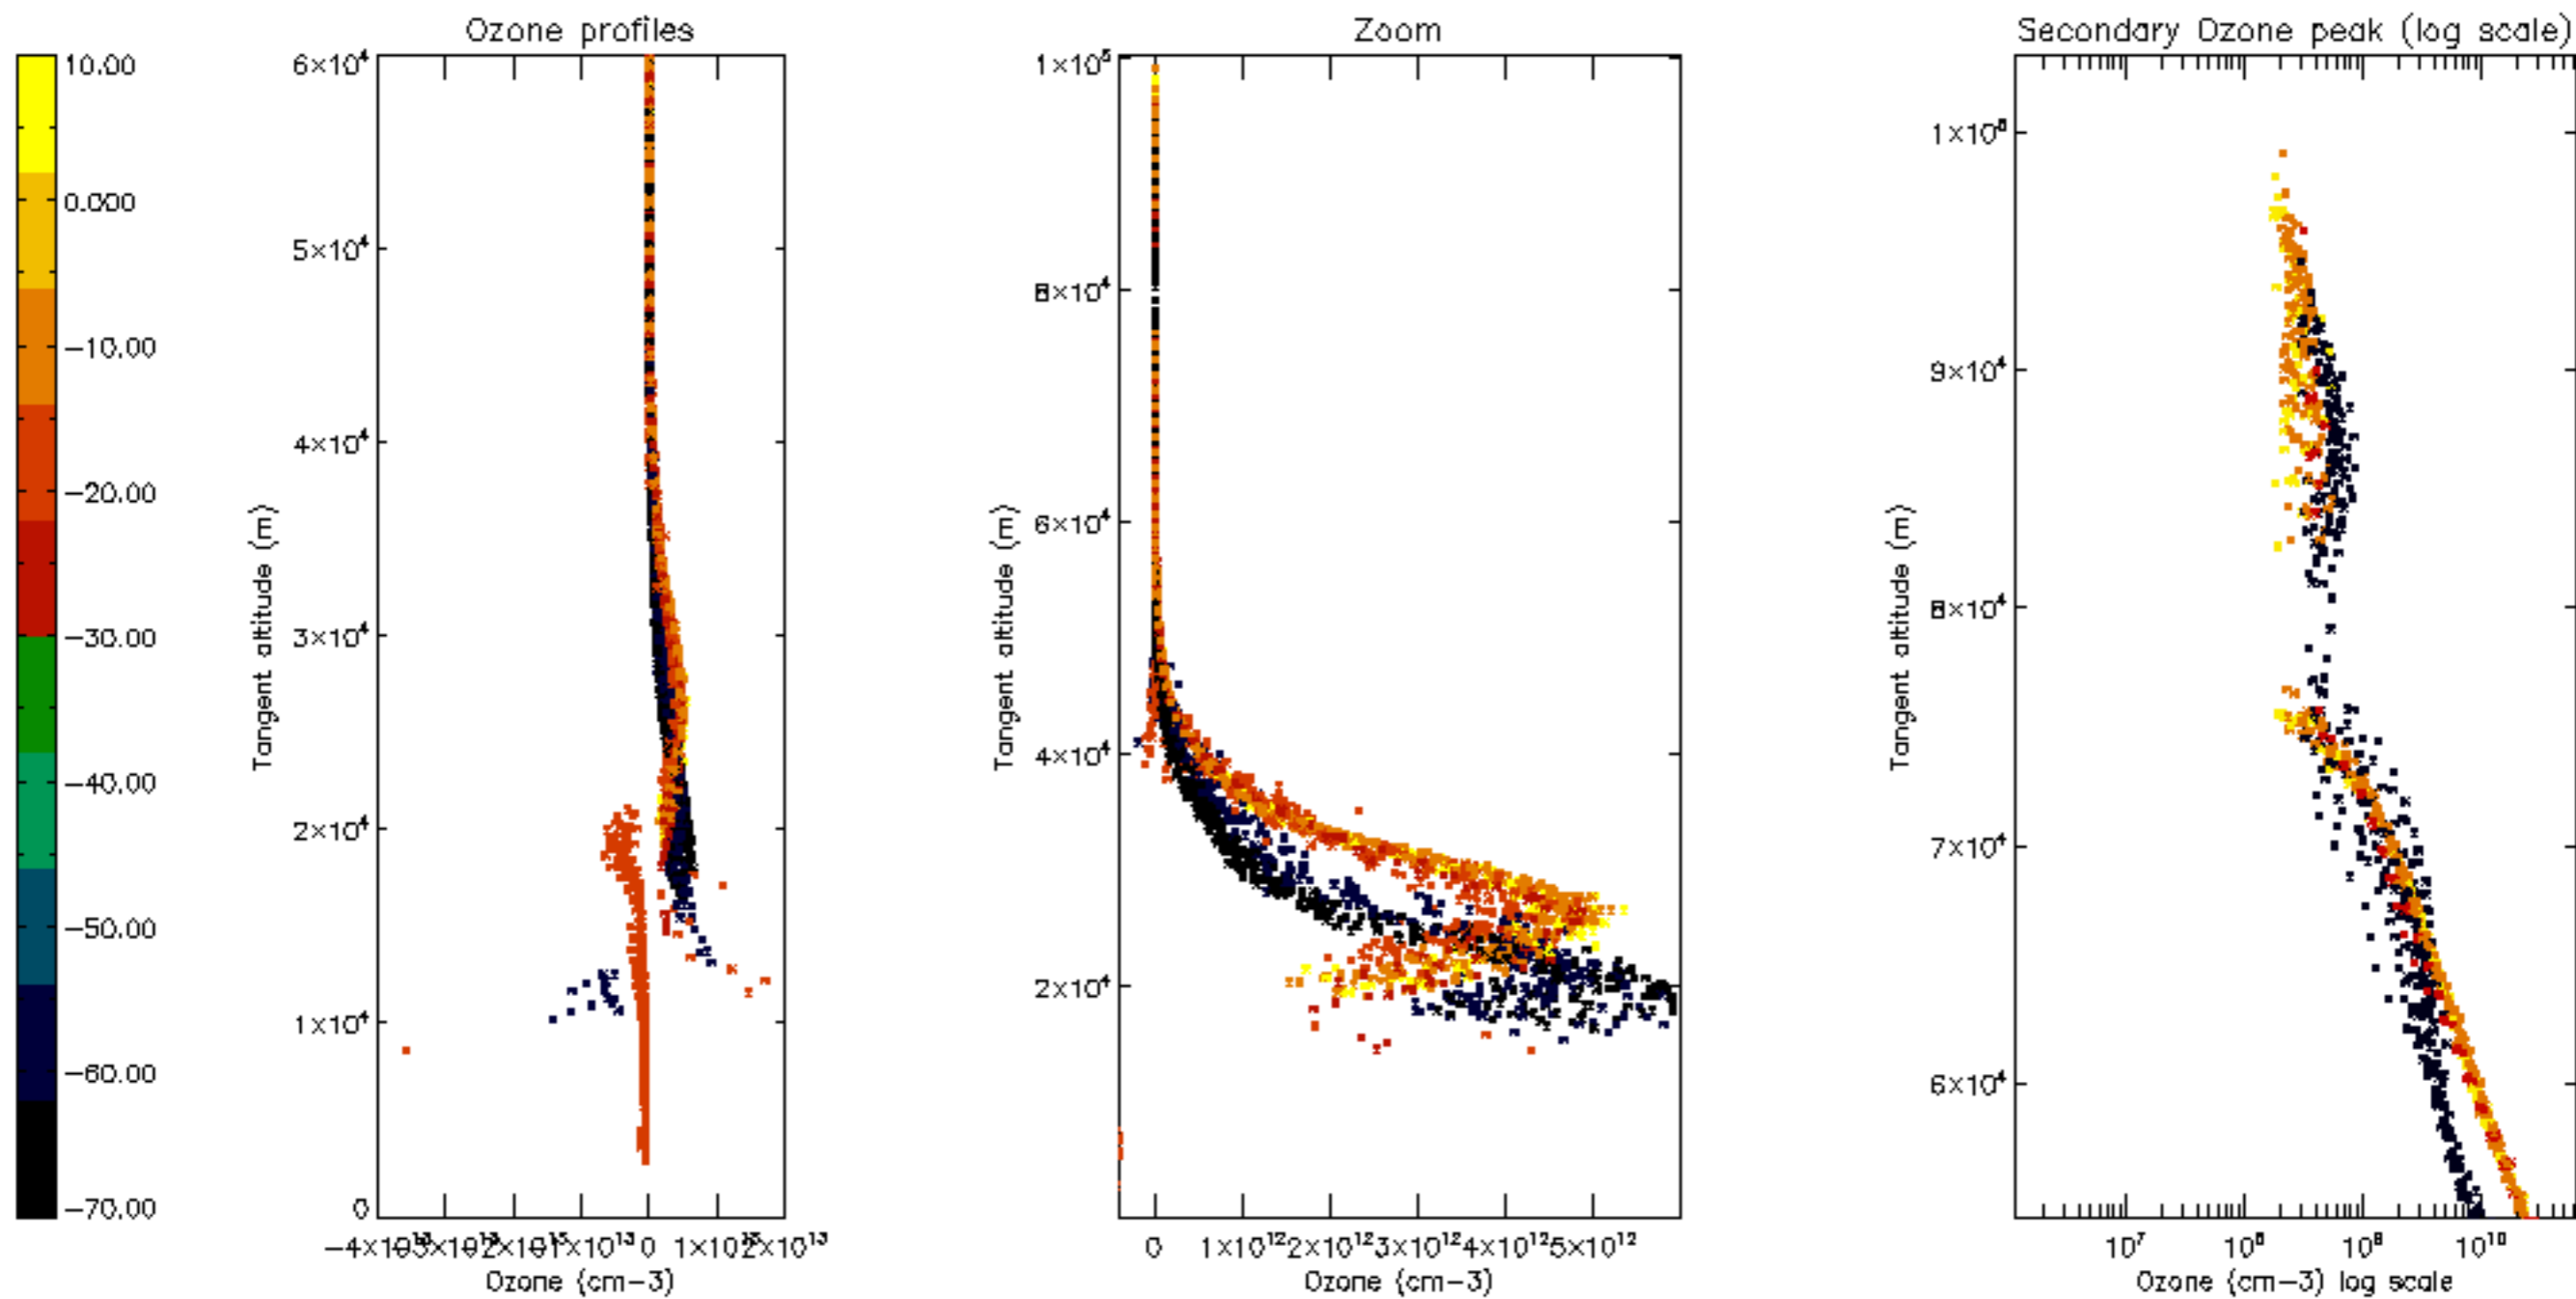 Ozone profiles
Zoom
Secondary Ozone peak (log scale)
10.00
0.000
−10.00
−20.00
−30.00
−40.00
−50.00
−60.00
−70.00
6×10⁴
5×10⁴
4×10⁴
3×10⁴
2×10⁴
1×10⁴
0
Tangent altitude (m)
0 1×10 2×10¹³
Ozone (cm−3)
1×10⁵
8×10⁴
6×10⁴
4×10⁴
2×10⁴
Tangent altitude (m)
0 1×10¹² 2×10¹² 3×10¹² 4×10¹² 5×10¹²
Ozone (cm−3)
9×10⁴
8×10⁴
7×10⁴
6×10⁴
Tangent altitude (m)
10⁷ 10⁸ 10⁹ 10¹⁰
Ozone (cm−3) log scale